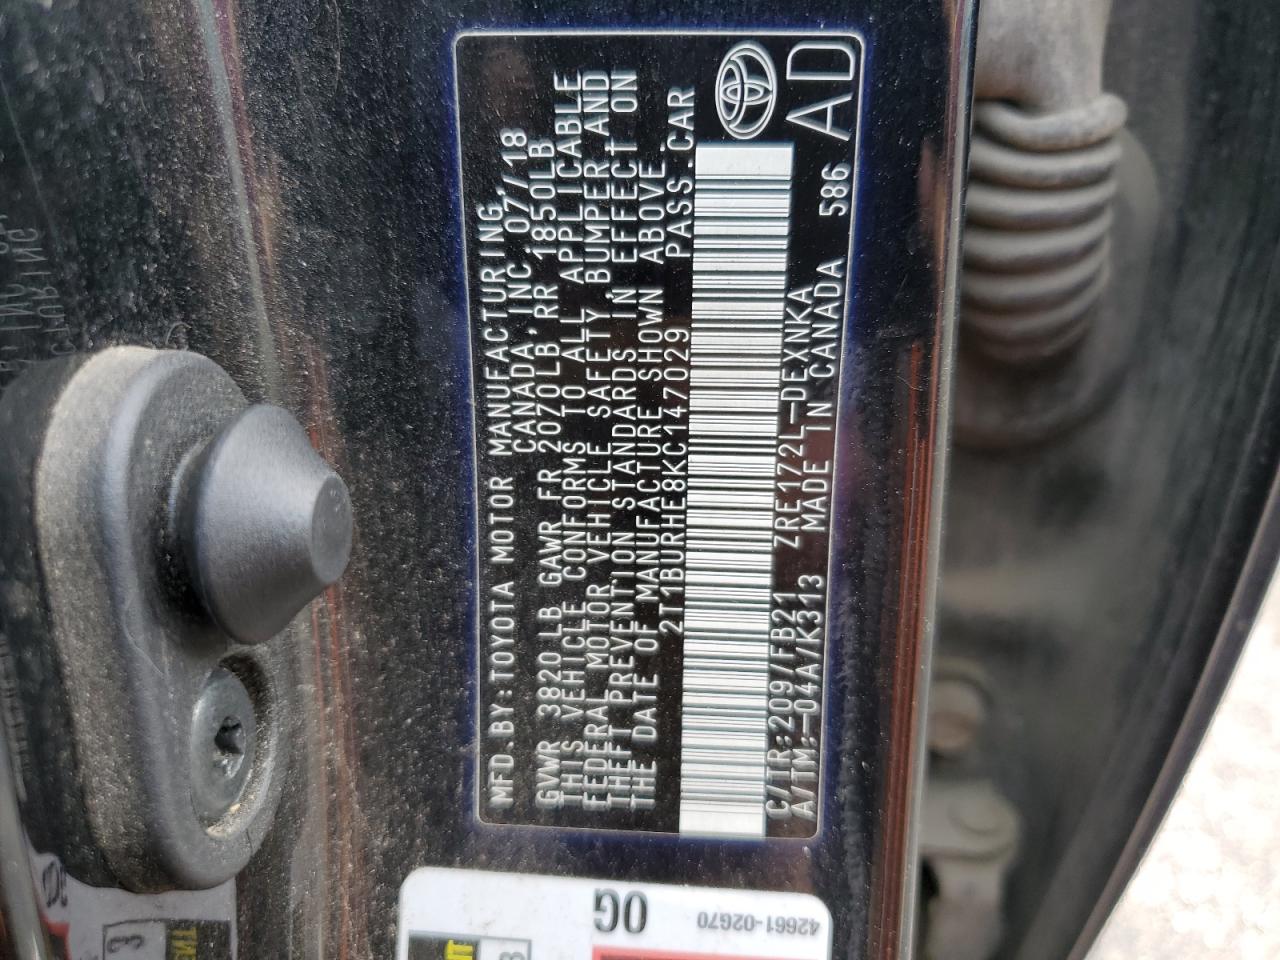 MFD.BY:TOYOTA MOTOR MANUFACTURING,
CANADA,INC.07/18
GVWR 3820LB GAWR FR 2070LB,RR 1850LB
THIS VEHICLE CONFORMS TO ALL APPLICABLE
FEDERAL MOTOR VEHICLE SAFETY,BUMPER,AND
THEFT PREVENTION STANDARDS IN EFFECT ON
THE DATE OF MANUFACTURE SHOWN ABOVE.
2T1BURHE8KC147029 PASS.CAR
C/TR:209/FB21 ZRE172L-DEXNKA
A/TM:-04A/K313 MADE IN CANADA 586
AD
0G
42661-02G70